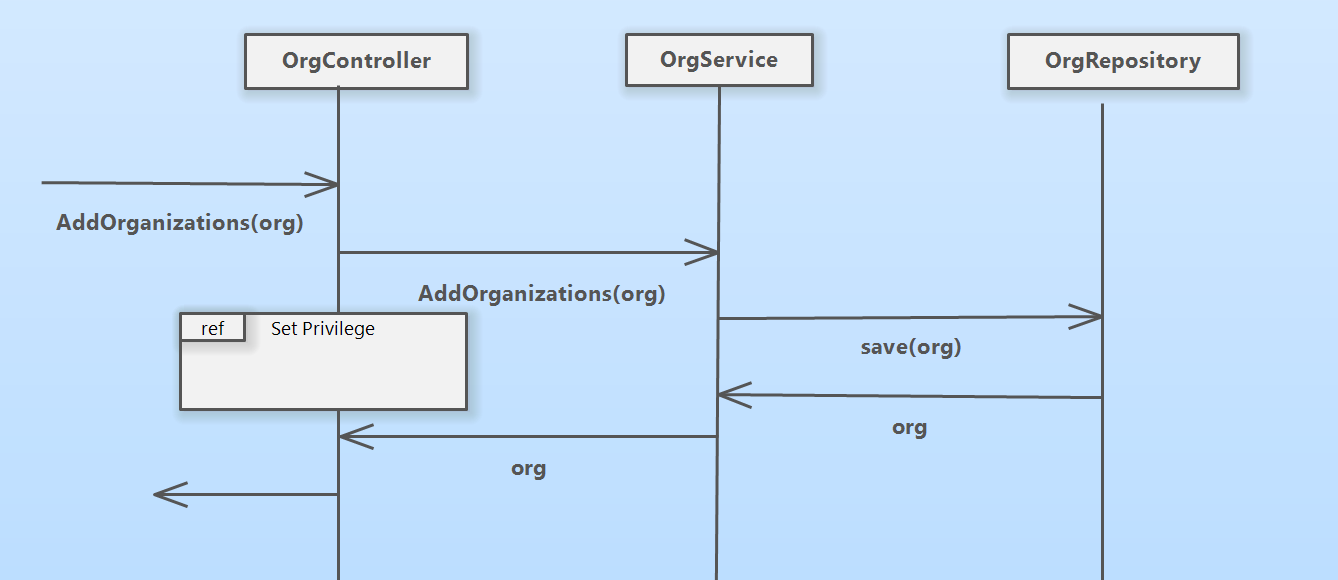 OrgController
OrgService
OrgRepository
AddOrganizations(org)
AddOrganizations(org)
ref
Set Privilege
save(org)
org
org